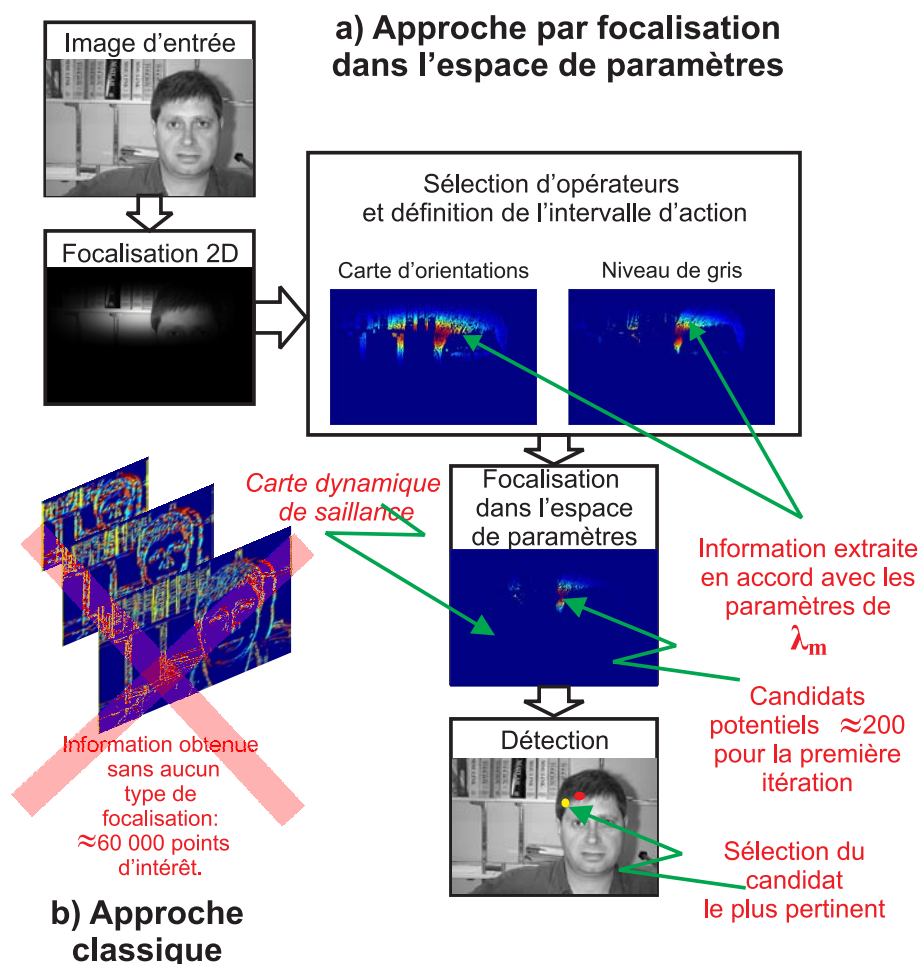 a) Approche par focalisation
dans l'espace de paramètres
Image d'entrée
Focalisation 2D
Sélection d'opérateurs
et définition de l'intervalle d'action
Carte d'orientations
Niveau de gris
Carte dynamique
de saillance
Focalisation
dans l'espace
de paramètres
Information extraite
en accord avec les
paramètres de
λm
Candidats
potentiels ≈200
pour la première
itération
Détection
Sélection du
candidat
le plus pertinent
Information obtenue
sans aucun
type de
focalisation:
≈60 000 points
d'intérêt.
b) Approche
classique